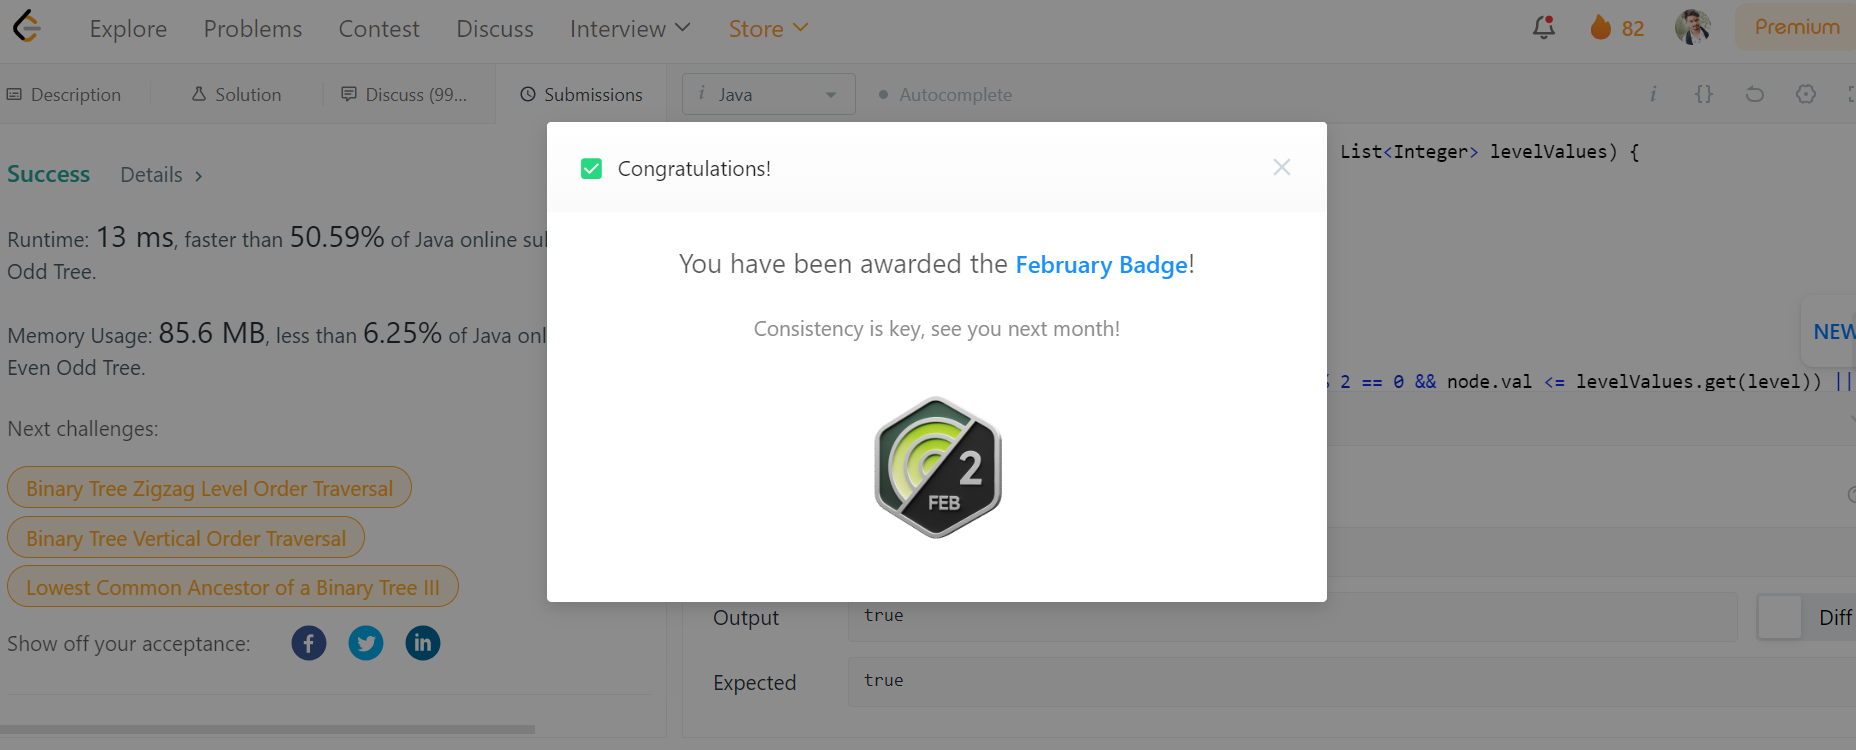 Explore Problems Contest Discuss Interview Store 82 Premium
Description Solution Discuss (99... Submissions i Java Autocomplete i {}
Congratulations!
You have been awarded the February Badge!
Consistency is key, see you next month!
2
FEB
Success Details >
Runtime: 13 ms, faster than 50.59% of Java online
Odd Tree.
Memory Usage: 85.6 MB, less than 6.25% of Java
Even Odd Tree.
Next challenges:
Binary Tree Zigzag Level Order Traversal
Binary Tree Vertical Order Traversal
Lowest Common Ancestor of a Binary Tree III
Show off your acceptance:
List<Integer> levelValues) {
NEW
2 == 0 && node.val <= levelValues.get(level)) ||
Output true Diff
Expected true